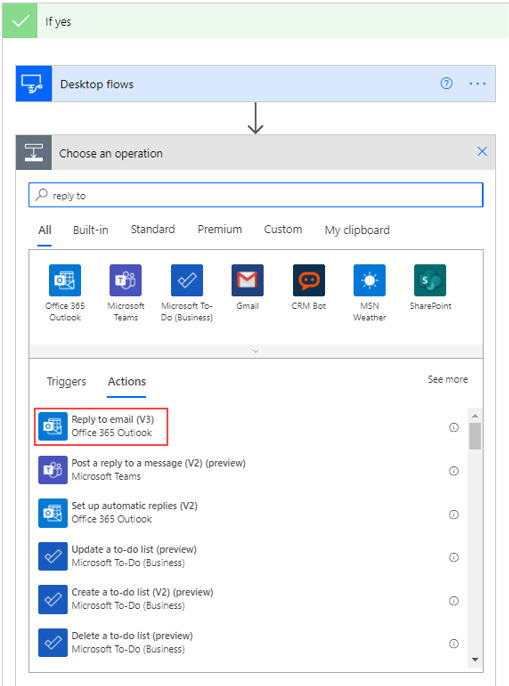 If yes
Desktop flows
Choose an operation
reply to
All Built-in Standard Premium Custom My clipboard
Office 365 Outlook
Microsoft Teams
Microsoft To-Do (Business)
Gmail
CRM Bot
MSN Weather
SharePoint
Triggers Actions See more
Reply to email (V3)
Office 365 Outlook
Post a reply to a message (V2) (preview)
Microsoft Teams
Set up automatic replies (V2)
Office 365 Outlook
Update a to-do list (preview)
Microsoft To-Do (Business)
Create a to-do list (V2) (preview)
Microsoft To-Do (Business)
Delete a to-do list (preview)
Microsoft To-Do (Business)